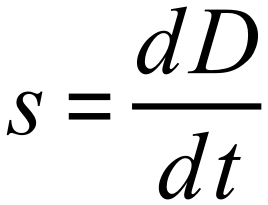 s = dD/dt